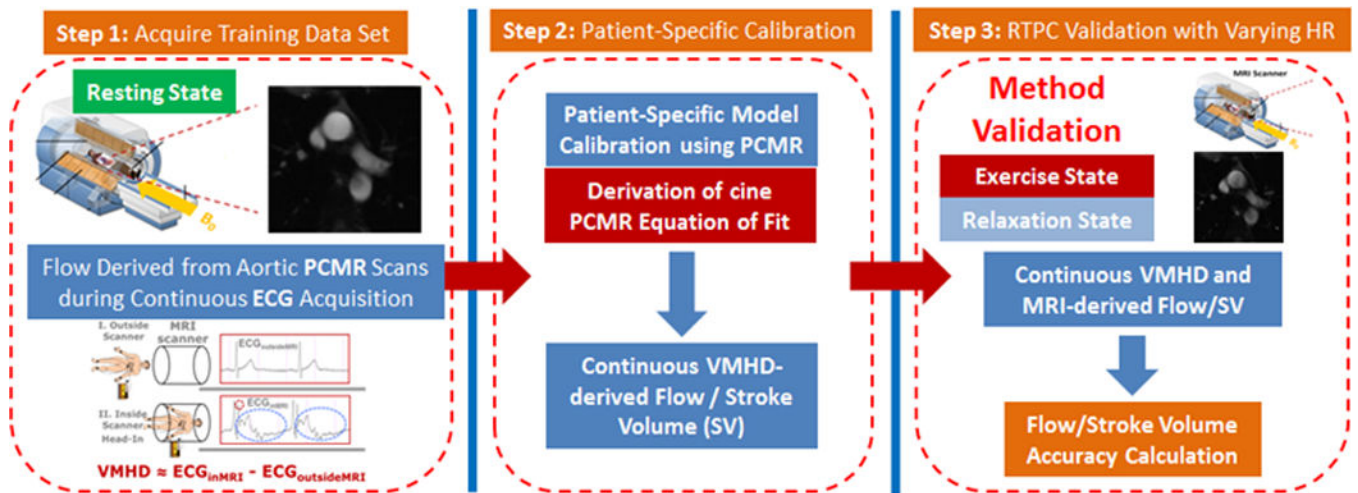 Step 1: Acquire Training Data Set
Resting State
B₀
Flow Derived from Aortic PCMR Scans
during Continuous ECG Acquisition
I. Outside
Scanner
MRI
scanner
ECGoutsideMRI
II. Inside
Scanner,
Head-In
ECGinMRI
VMHD ≈ ECGinMRI - ECGoutsideMRI
Step 2: Patient-Specific Calibration
Patient-Specific Model
Calibration using PCMR
Derivation of cine
PCMR Equation of Fit
Continuous VMHD-
derived Flow / Stroke
Volume (SV)
Step 3: RTPC Validation with Varying HR
MRI Scanner
Method
Validation
B₀
Exercise State
Relaxation State
Continuous VMHD and
MRI-derived Flow/SV
Flow/Stroke Volume
Accuracy Calculation